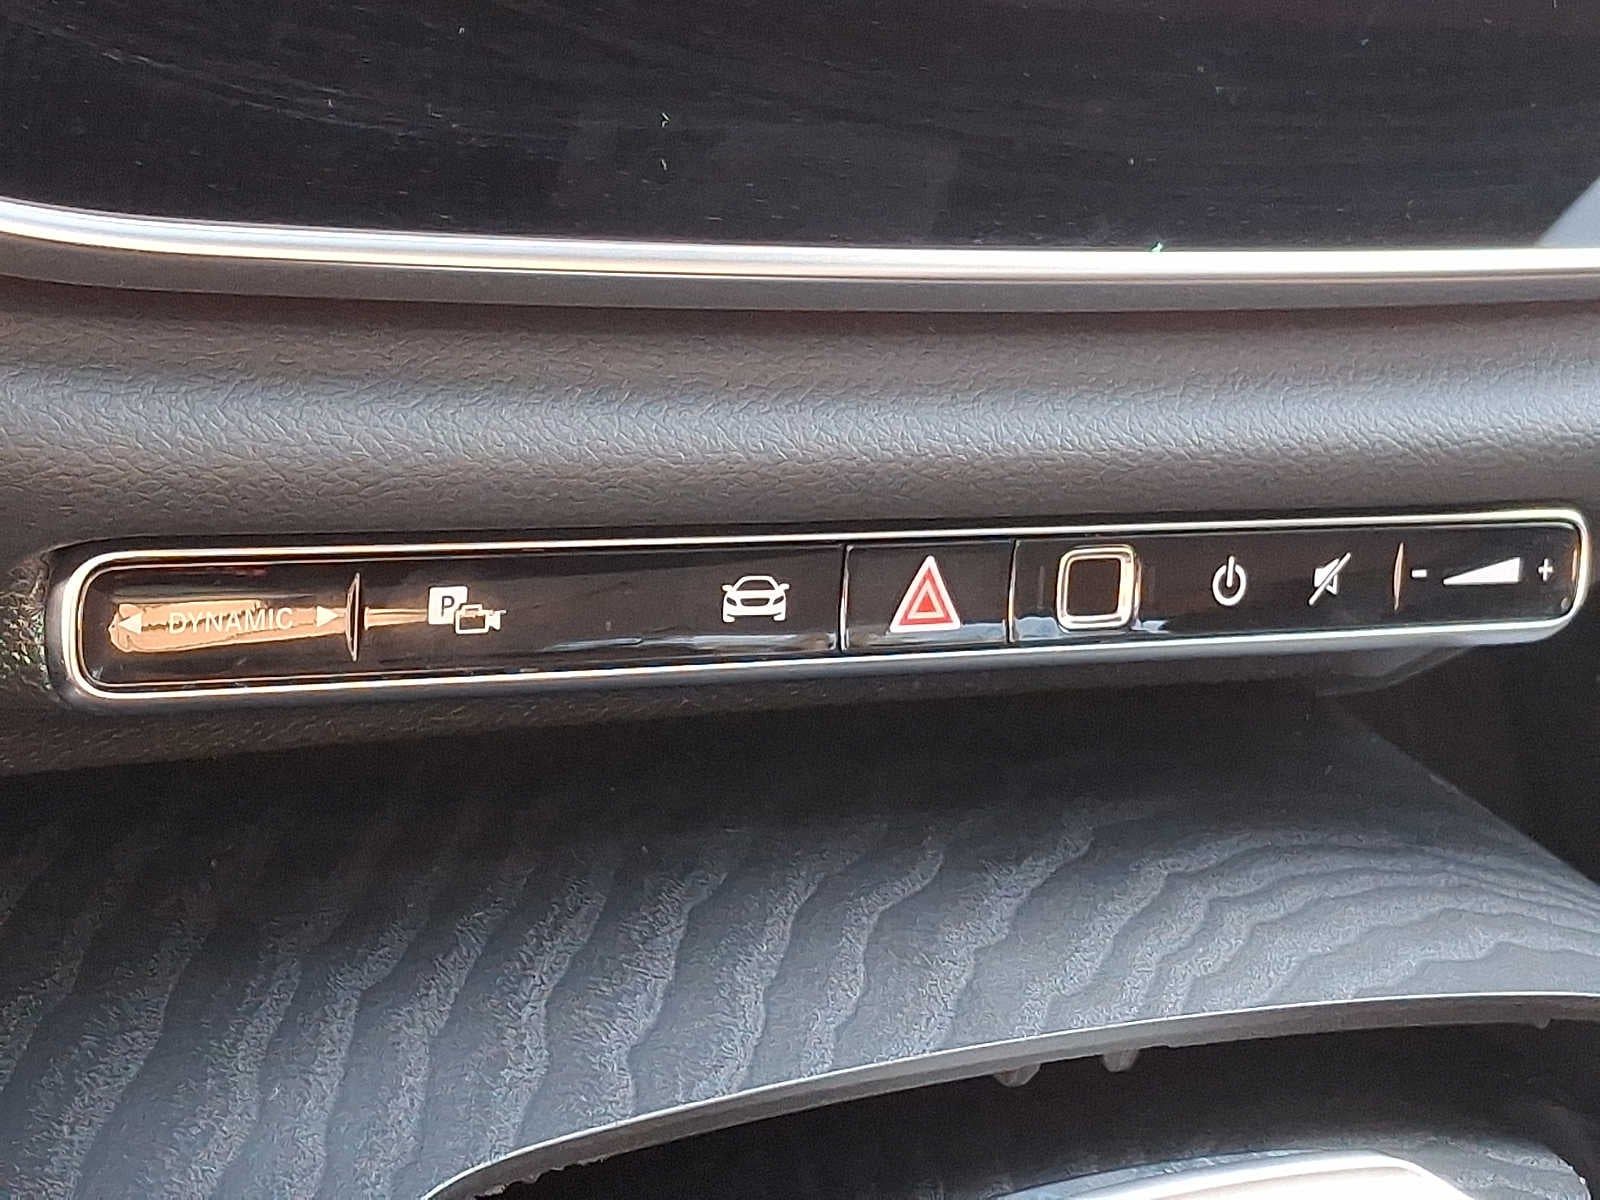 DYNAMIC P - +